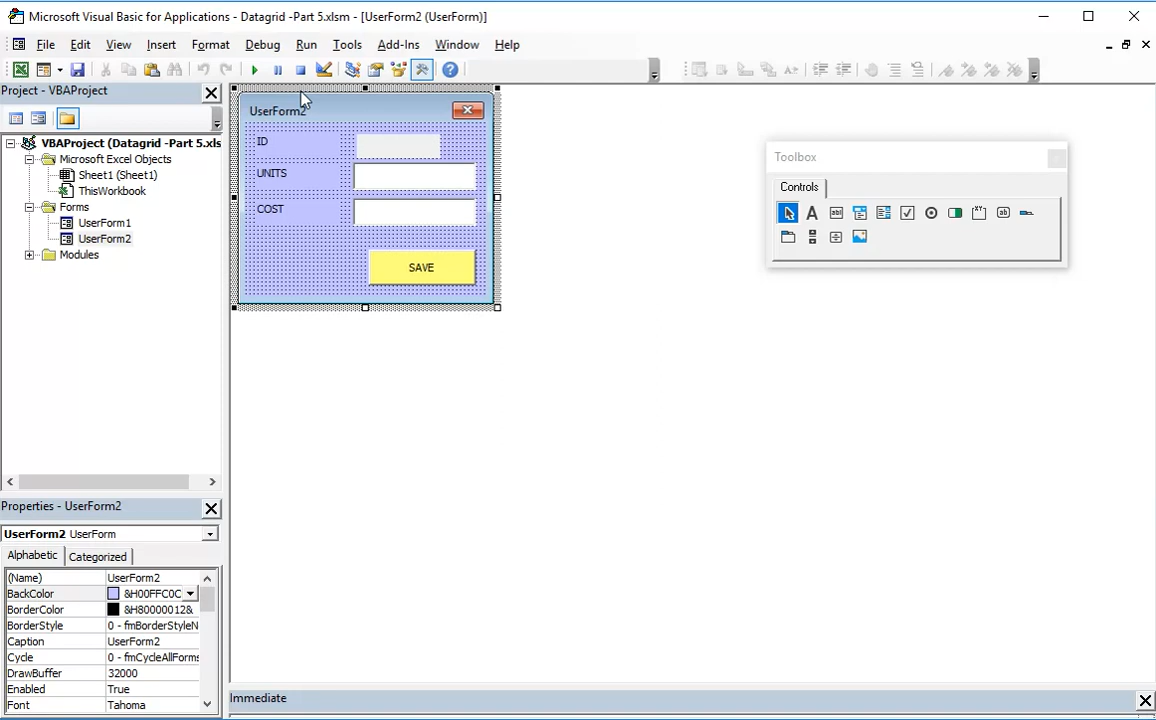 Microsoft Visual Basic for Applications - Datagrid -Part 5.xlsm - [UserForm2 (UserForm)]
File Edit View Insert Format Debug Run Tools Add-Ins Window Help
Project - VBAProject
VBAProject (Datagrid -Part 5.xls
Microsoft Excel Objects
Sheet1 (Sheet1)
ThisWorkbook
Forms
UserForm1
UserForm2
Modules
UserForm2
ID
UNITS
COST
SAVE
Toolbox
Controls
Properties - UserForm2
UserForm2 UserForm
Alphabetic Categorized
(Name) UserForm2
BackColor &H00FFC0C
BorderColor &H80000012&
BorderStyle 0 - fmBorderStyleN
Caption UserForm2
Cycle 0 - fmCycleAllForms
DrawBuffer 32000
Enabled True
Font Tahoma
Immediate